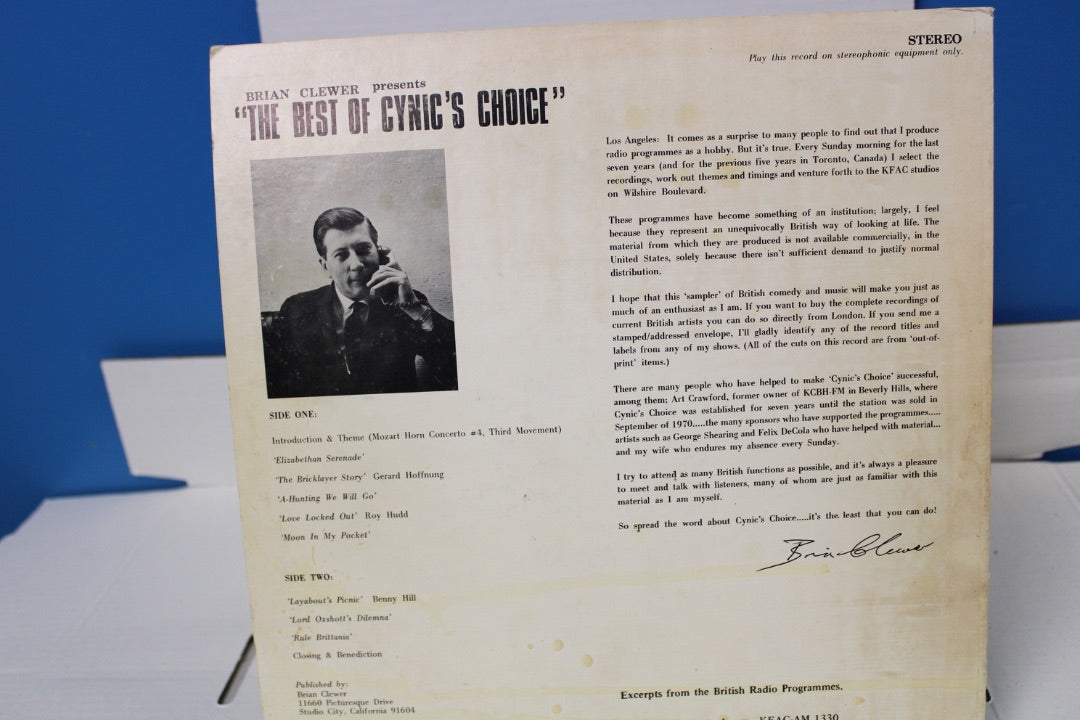 STEREO
Play this record on stereophonic equipment only.
BRIAN CLEWER presents
“THE BEST OF CYNIC’S CHOICE”
SIDE ONE:
Introduction & Theme (Mozart Horn Concerto #4, Third Movement)
‘Elizabethan Serenade’
‘The Bricklayer Story’ Gerard Hoffnung
‘A-Hunting We Will Go’
‘Love Locked Out’ Roy Hudd
‘Moon In My Pocket’
SIDE TWO:
‘Layabout’s Picnic’ Benny Hill
‘Lord Oxshott’s Dilemna’
‘Rule Brittania’
Closing & Benediction
Published by:
Brian Clewer
11660 Picturesque Drive
Studio City, California 91604
Los Angeles: It comes as a surprise to many people to find out that I produce
radio programmes as a hobby. But it’s true. Every Sunday morning for the last
seven years (and for the previous five years in Toronto, Canada) I select the
recordings, work out themes and timings and venture forth to the KFAC studios
on Wilshire Boulevard.
These programmes have become something of an institution; largely, I feel
because they represent an unequivocally British way of looking at life. The
material from which they are produced is not available commercially, in the
United States, solely because there isn’t sufficient demand to justify normal
distribution.
I hope that this ‘sampler’ of British comedy and music will make you just as
much of an enthusiast as I am. If you want to buy the complete recordings of
current British artists you can do so directly from London. If you send me a
stamped/addressed envelope, I’ll gladly identify any of the record titles and
labels from any of my shows. (All of the cuts on this record are from ‘out-of-
print’ items.)
There are many people who have helped to make ‘Cynic’s Choice’ successful,
among them; Art Crawford, former owner of KCBH-FM in Beverly Hills, where
Cynic’s Choice was established for seven years until the station was sold in
September of 1970.....the many sponsors who have supported the programmes.....
artists such as George Shearing and Felix DeCola who have helped with material...
and my wife who endures my absence every Sunday.
I try to attend as many British functions as possible, and it’s always a pleasure
to meet and talk with listeners, many of whom are just as familiar with this
material as I am myself.
So spread the word about Cynic’s Choice.....it’s the least that you can do!
Brian Clewer
Excerpts from the British Radio Programmes.
KFAC-AM 1330